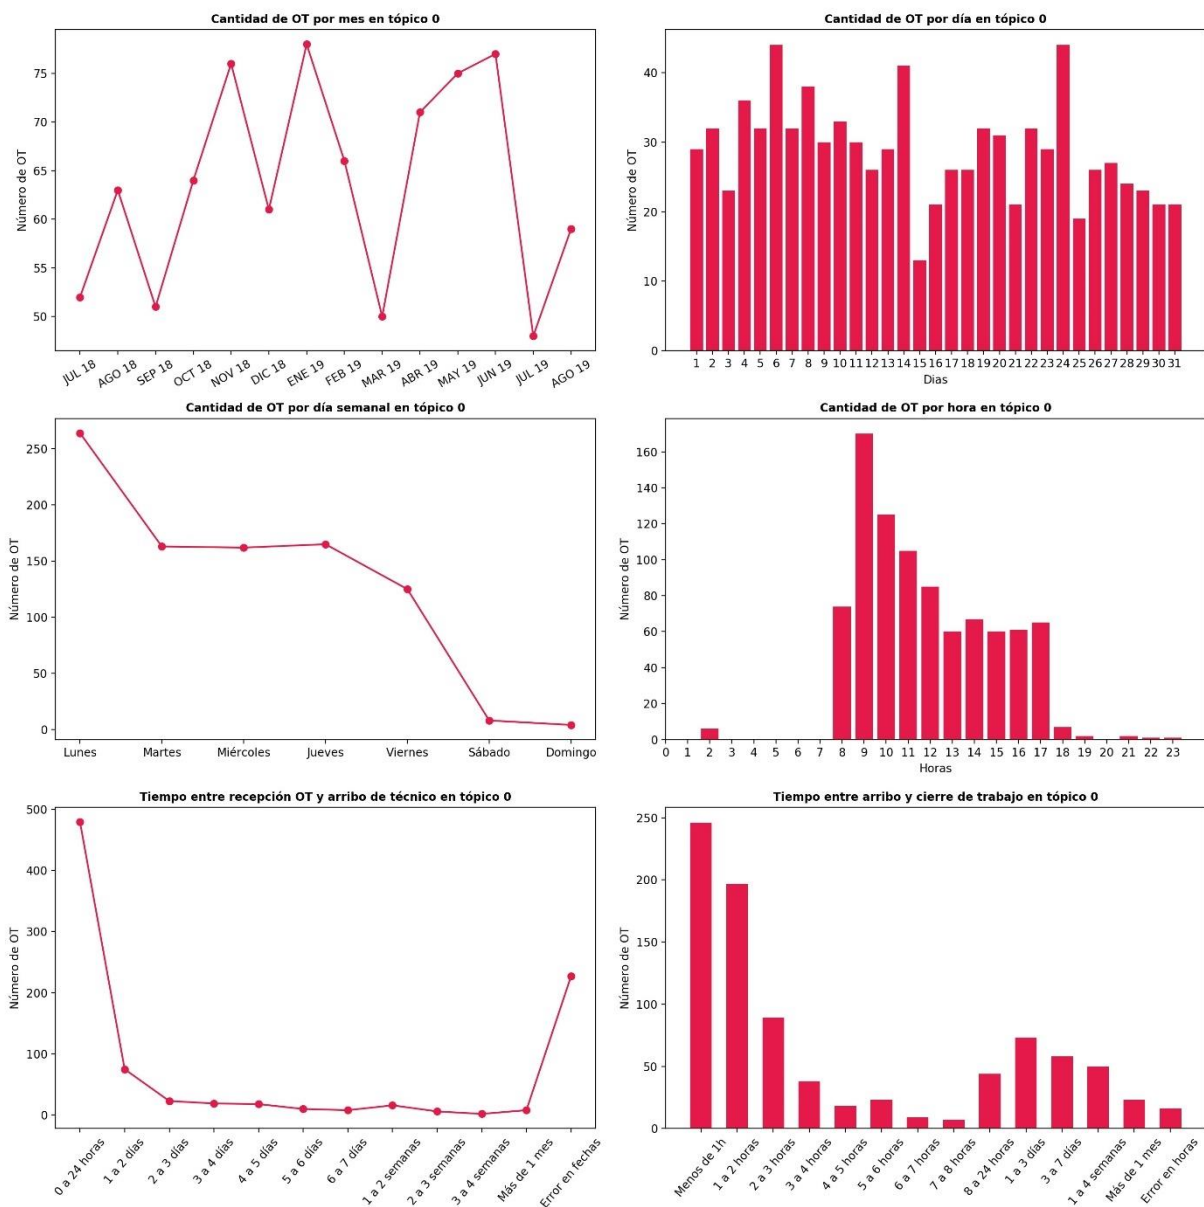 Cantidad de OT por mes en tópico 0
Número de OT
75
70
65
60
55
50
JUL 18
AGO 18
SEP 18
OCT 18
NOV 18
DIC 18
ENE 19
FEB 19
MAR 19
ABR 19
MAY 19
JUN 19
JUL 19
AGO 19
Cantidad de OT por día en tópico 0
Número de OT
40
30
20
10
0
1 2 3 4 5 6 7 8 9 10 11 12 13 14 15 16 17 18 19 20 21 22 23 24 25 26 27 28 29 30 31
Dias
Cantidad de OT por día semanal en tópico 0
Número de OT
250
200
150
100
50
0
Lunes Martes Miércoles Jueves Viernes Sábado Domingo
Cantidad de OT por hora en tópico 0
Número de OT
160
140
120
100
80
60
40
20
0
0 1 2 3 4 5 6 7 8 9 10 11 12 13 14 15 16 17 18 19 20 21 22 23
Horas
Tiempo entre recepción OT y arribo de técnico en tópico 0
Número de OT
500
400
300
200
100
0
0 a 24 horas
1 a 2 días
2 a 3 días
3 a 4 días
4 a 5 días
5 a 6 días
6 a 7 días
1 a 2 semanas
2 a 3 semanas
3 a 4 semanas
Más de 1 mes
Error en fechas
Tiempo entre arribo y cierre de trabajo en tópico 0
Número de OT
250
200
150
100
50
0
Menos de 1h
1 a 2 horas
2 a 3 horas
3 a 4 horas
4 a 5 horas
5 a 6 horas
6 a 7 horas
7 a 8 horas
8 a 24 horas
1 a 3 días
3 a 7 días
1 a 4 semanas
Más de 1 mes
Error en horas